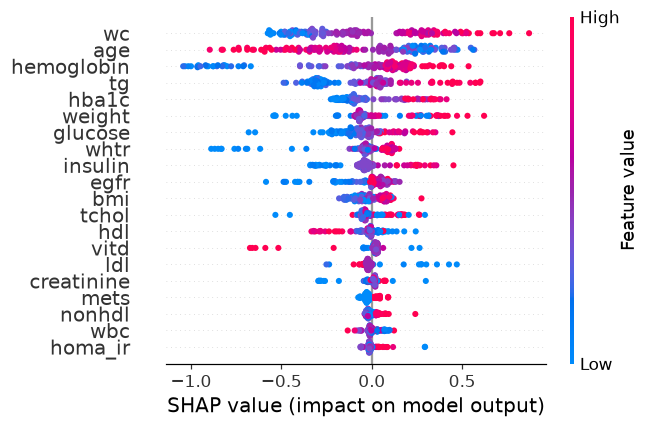 High
wc
age
hemoglobin
tg
hba1c
weight
glucose
whtr
insulin
egfr
bmi
tchol
hdl
vitd
ldl
creatinine
mets
nonhdl
wbc
homa_ir
Feature value
Low
−1.0 −0.5 0.0 0.5
SHAP value (impact on model output)